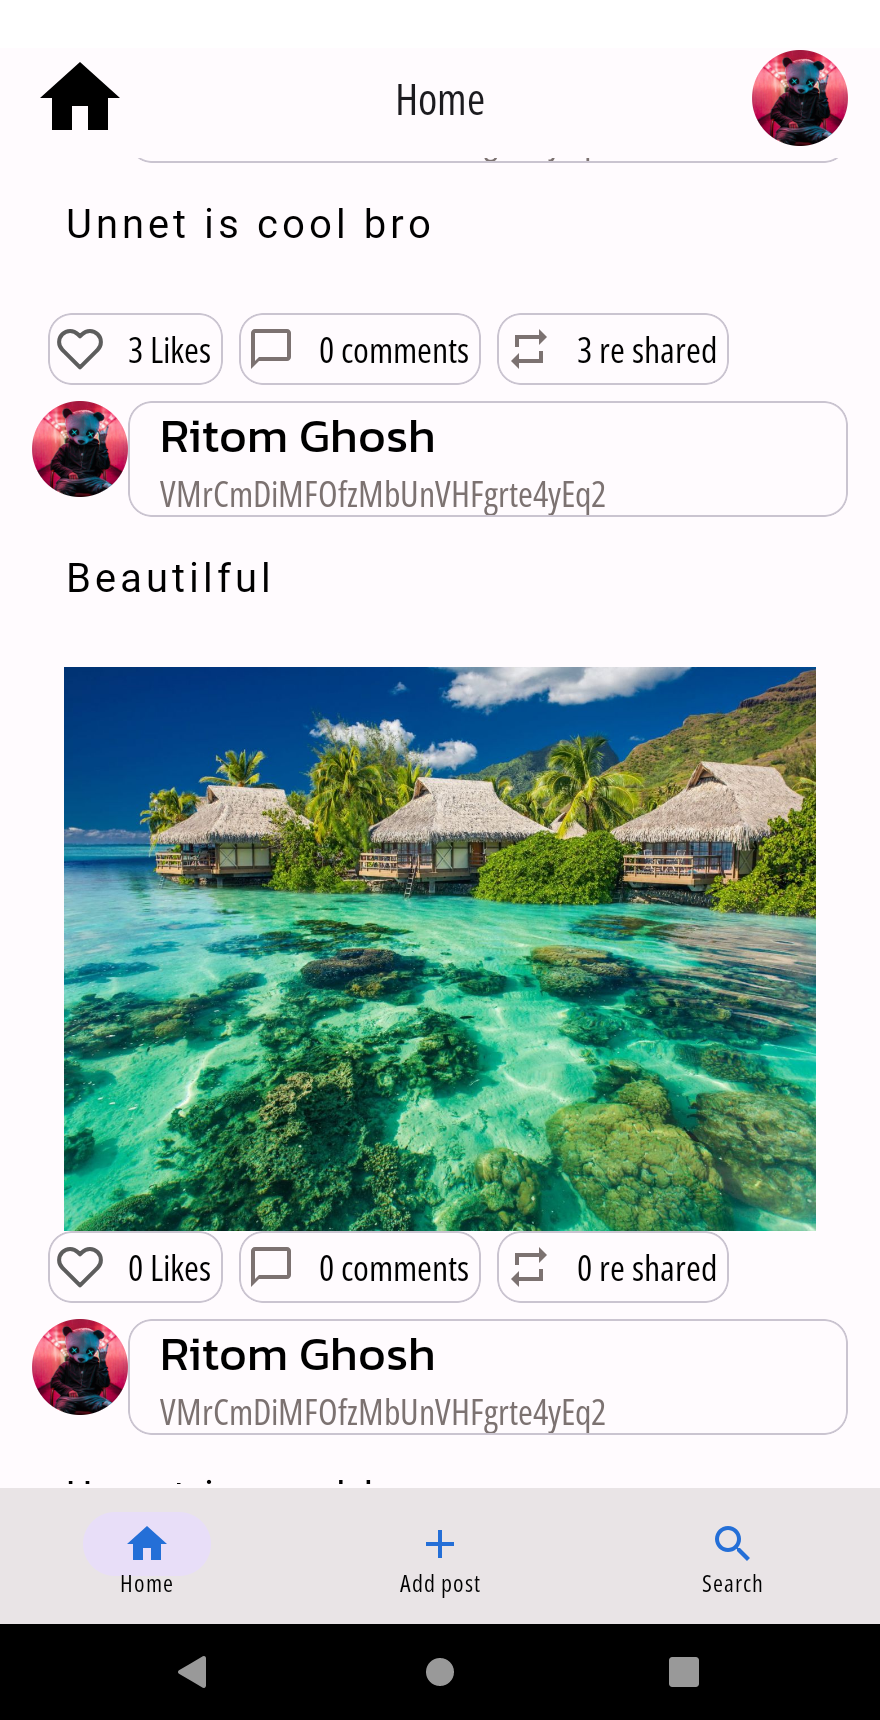 Home
Unnet is cool bro
3 Likes
0 comments
3 re shared
Ritom Ghosh
VMrCmDiMFOfzMbUnVHFgrte4yEq2
Beautilful
0 Likes
0 comments
0 re shared
Ritom Ghosh
VMrCmDiMFOfzMbUnVHFgrte4yEq2
Home
Add post
Search